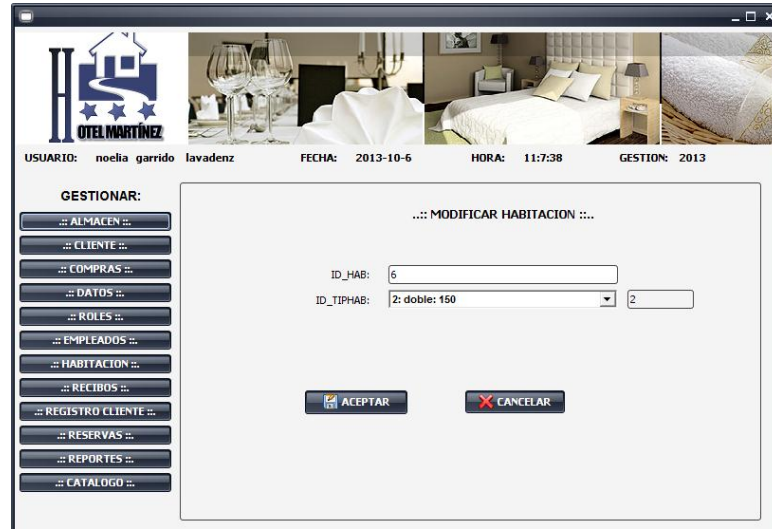 H
OTEL MARTÍNEZ
USUARIO: noelia garrido lavadenz FECHA: 2013-10-6 HORA: 11:7:38 GESTION: 2013
GESTIONAR:
.:: ALMACEN ::.
.:: CLIENTE ::.
.:: COMPRAS ::.
.:: DATOS ::.
.:: ROLES ::.
.:: EMPLEADOS ::.
.:: HABITACION ::.
.:: RECIBOS ::.
.:: REGISTRO CLIENTE ::.
.:: RESERVAS ::.
.:: REPORTES ::.
.:: CATALOGO ::.
..:: MODIFICAR HABITACION ::..
ID_HAB: 6
ID_TIPHAB: 2: doble: 150 2
ACEPTAR CANCELAR